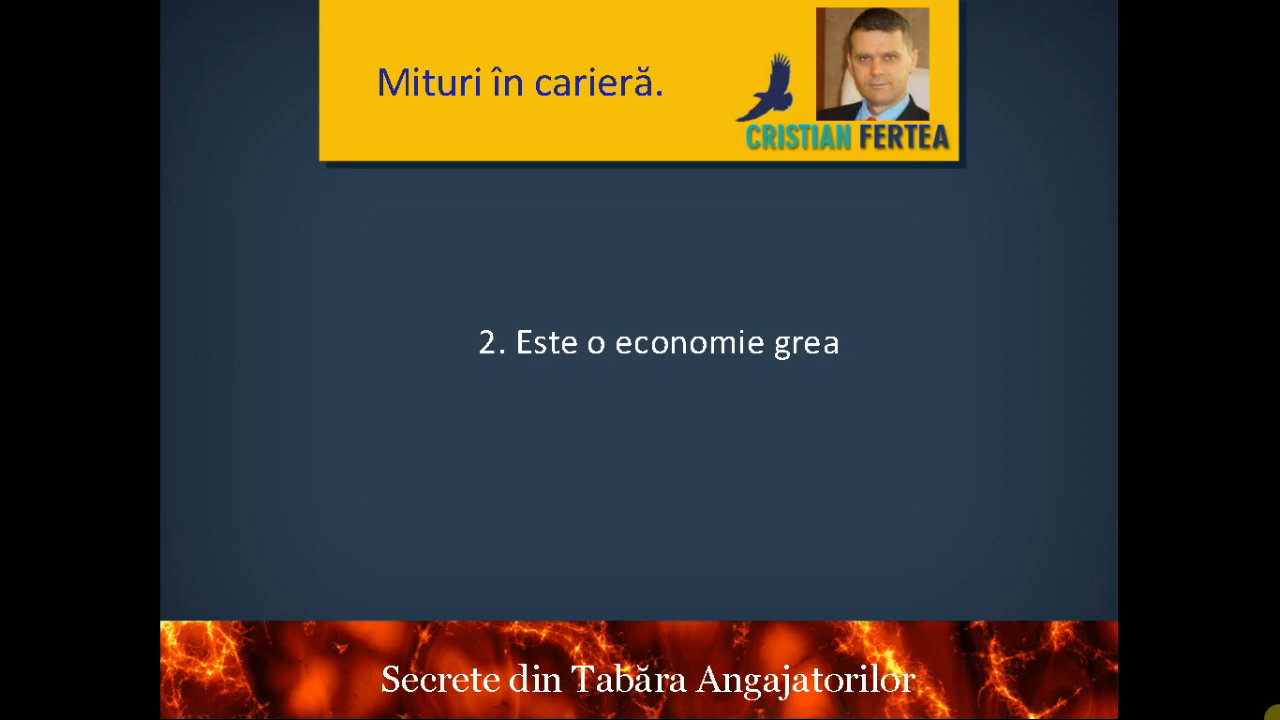 Mituri în carieră.
CRISTIAN FERTEA
2. Este o economie grea
Secrete din Tabăra Angajatorilor